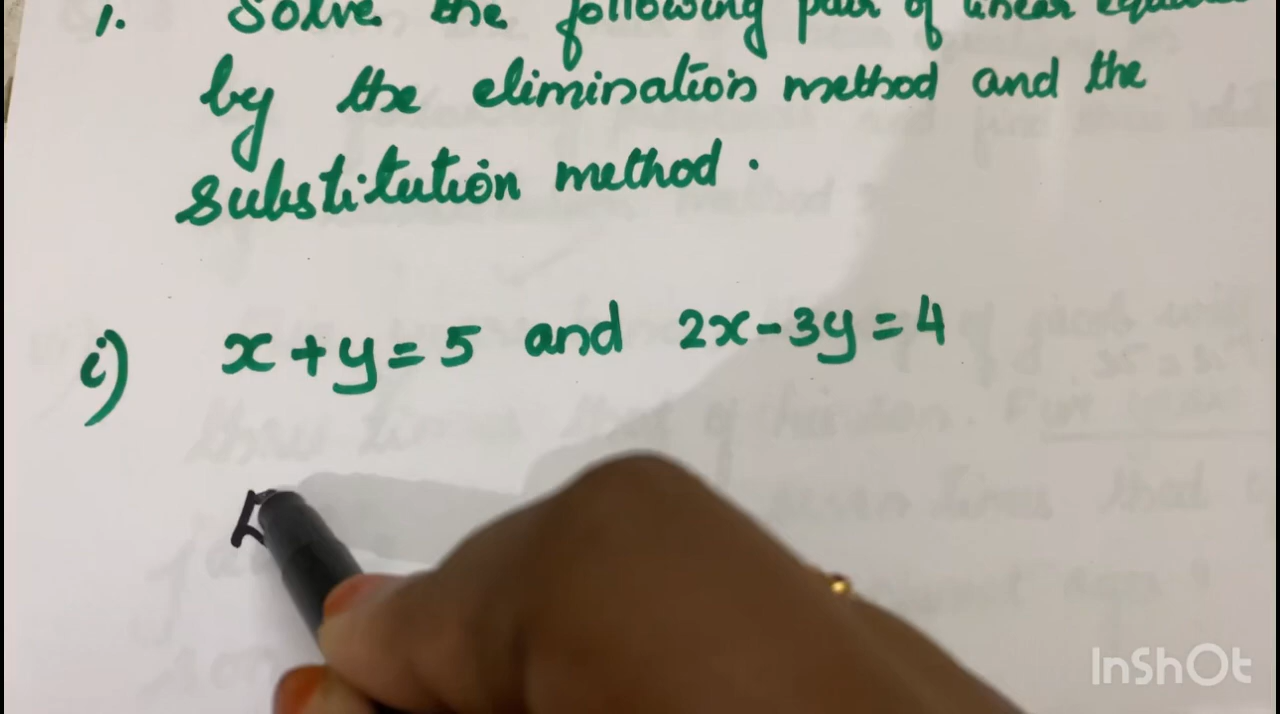 1. Solve the following pair of linear
by the elimination method and the
substitution method.
i) x + y = 5 and 2x - 3y = 4
InShOt